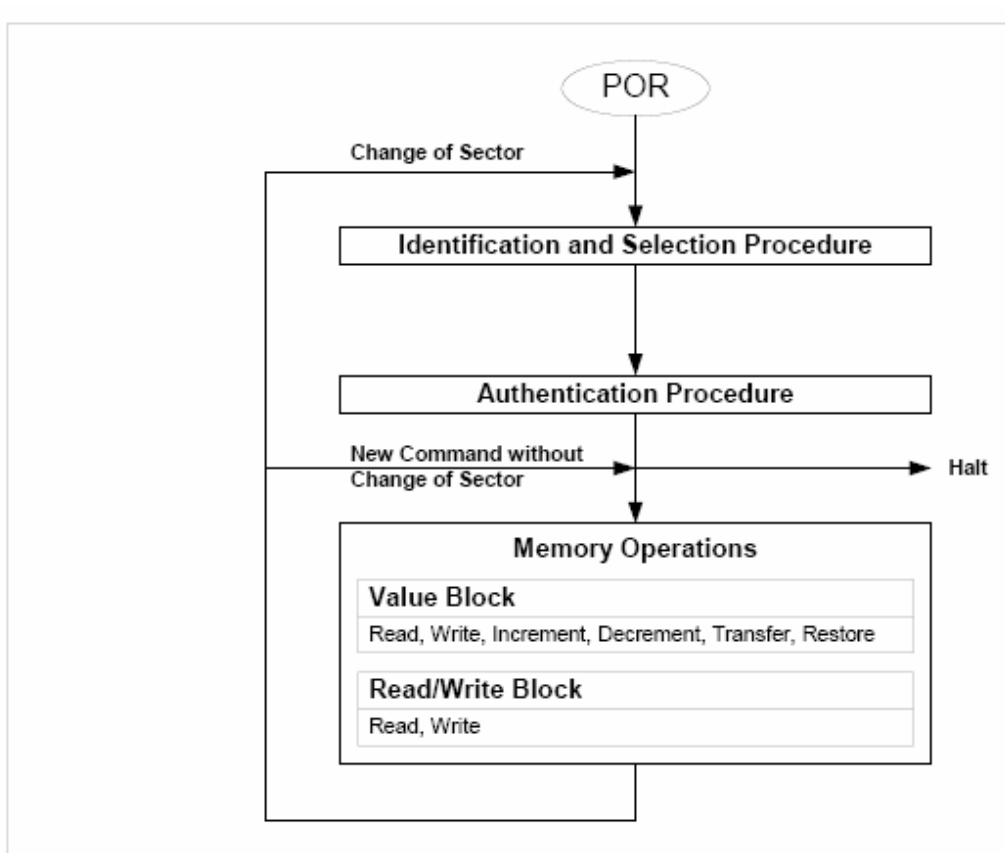 POR
Change of Sector
Identification and Selection Procedure
Authentication Procedure
New Command without
Change of Sector
Halt
Memory Operations
Value Block
Read, Write, Increment, Decrement, Transfer, Restore
Read/Write Block
Read, Write